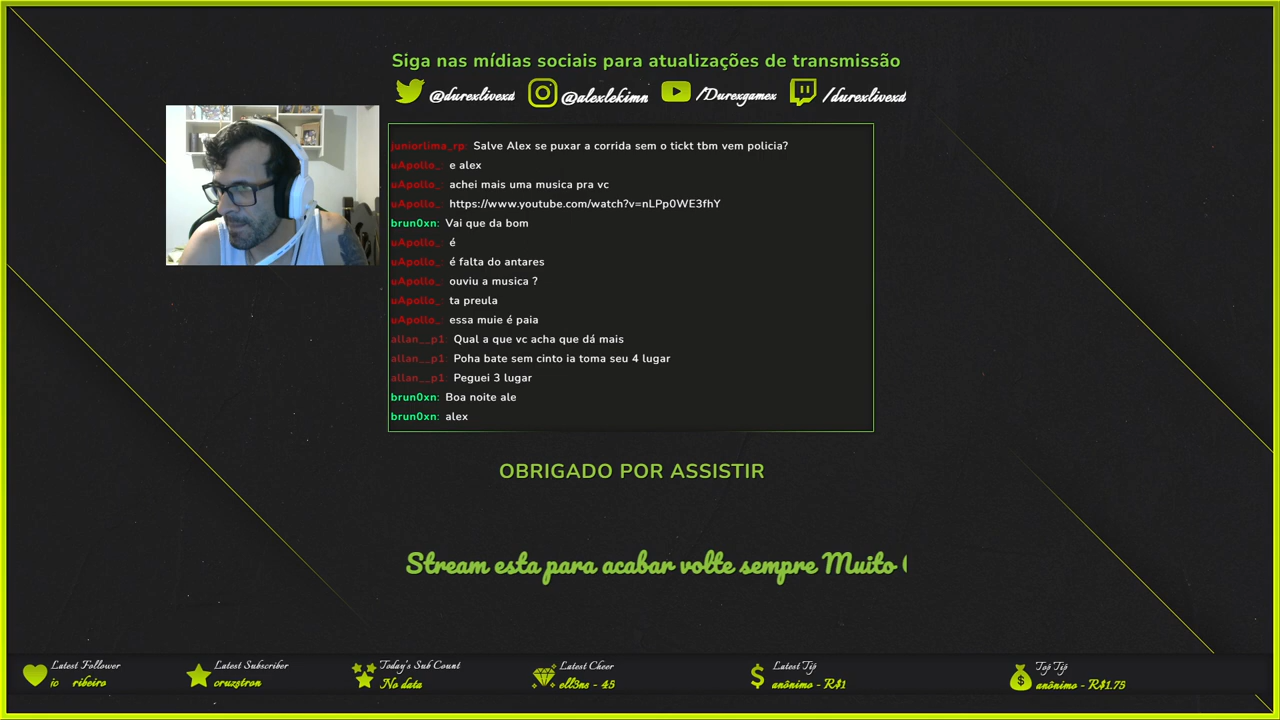 Siga nas mídias sociais para atualizações de transmissão
@durexlivexd @alexlekimn /Durexgamex /durexlivexd
juniorlima_rp: Salve Alex se puxar a corrida sem o tickt tbm vem policia?
uApollo_: e alex
uApollo_: achei mais uma musica pra vc
uApollo_: https://www.youtube.com/watch?v=nLPp0WE3fhY
brun0xn: Vai que da bom
uApollo_: é
uApollo_: é falta do antares
uApollo_: ouviu a musica ?
uApollo_: ta preula
uApollo_: essa muie é paia
allan__p1: Qual a que vc acha que dá mais
allan__p1: Poha bate sem cinto ia toma seu 4 lugar
allan__p1: Peguei 3 lugar
brun0xn: Boa noite ale
brun0xn: alex
OBRIGADO POR ASSISTIR
Stream esta para acabar volte sempre Muito
Latest Follower Latest Subscriber Today's Sub Count Latest Cheer Latest Tip Top Tip
ribeiro cruzstron No data ell3ns - 45 anônimo - R$1 anônimo - R$1.75